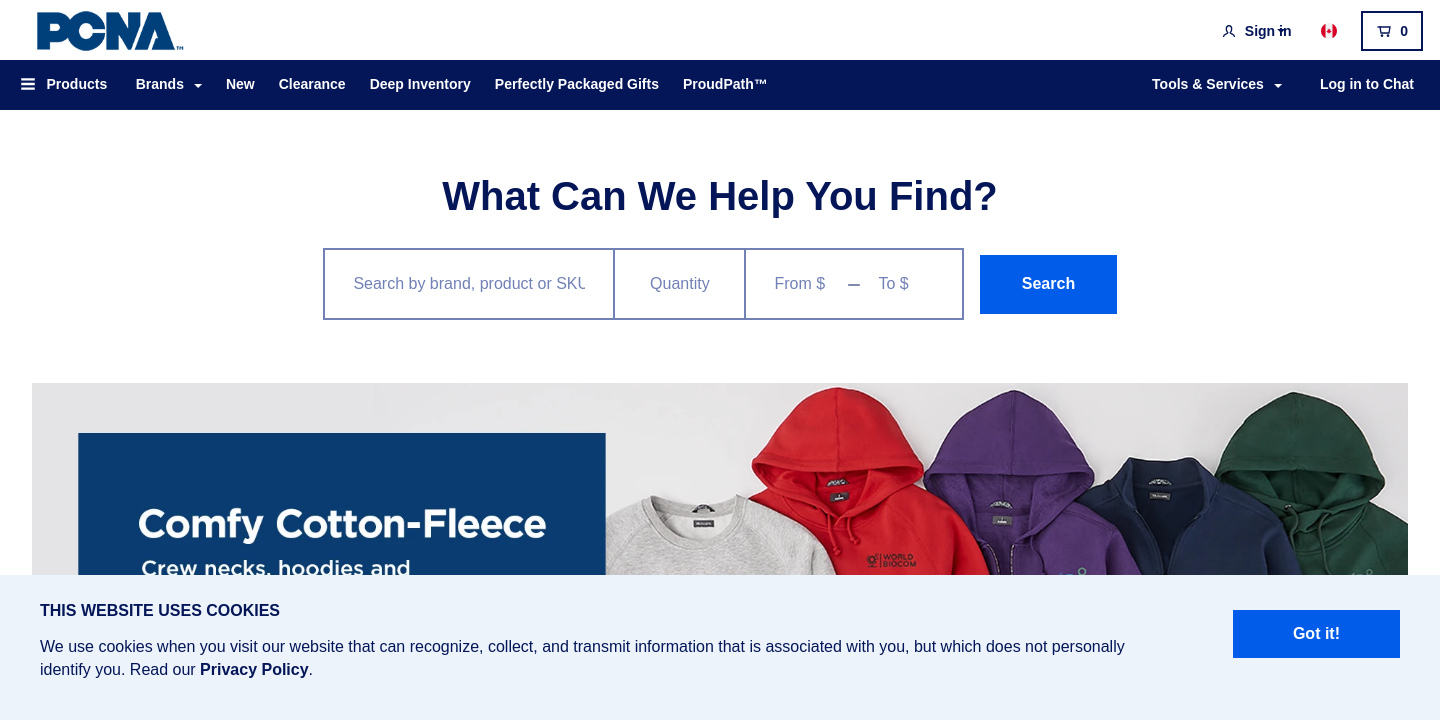 PCNA™
Sign in
0
Products Brands New Clearance Deep Inventory Perfectly Packaged Gifts ProudPath™ Tools & Services Log in to Chat
What Can We Help You Find?
Search by brand, product or SKU Quantity From $ — To $ Search
Comfy Cotton-Fleece
Crew necks, hoodies and
WORLD
BIOCOM
THIS WEBSITE USES COOKIES
We use cookies when you visit our website that can recognize, collect, and transmit information that is associated with you, but which does not personally
identify you. Read our Privacy Policy.
Got it!